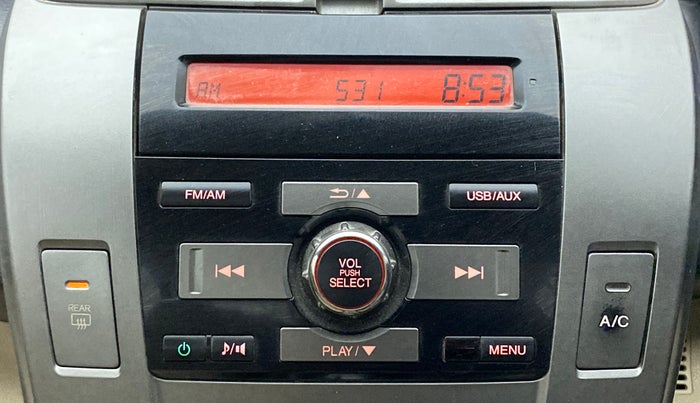 AM 531 8:53
FM/AM
USB/AUX
VOL
PUSH
SELECT
REAR
A/C
PLAY/
MENU